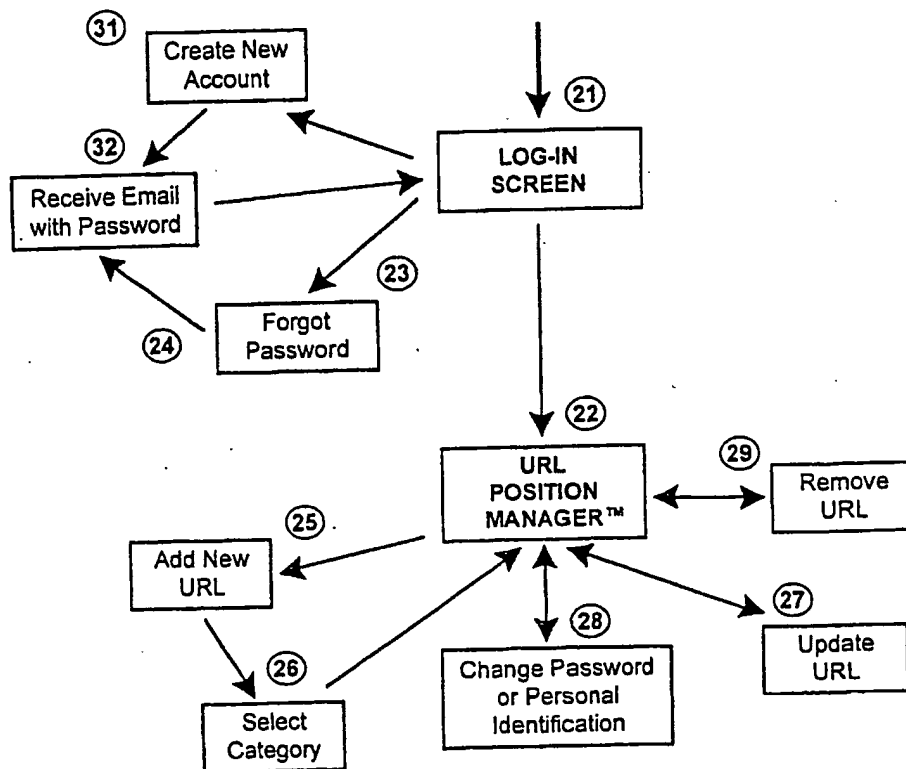 31
Create New
Account
21
LOG-IN
SCREEN
32
Receive Email
with Password
23
Forgot
Password
24
22
URL
POSITION
MANAGER™
29
Remove
URL
25
Add New
URL
27
Update
URL
28
Change Password
or Personal
Identification
26
Select
Category